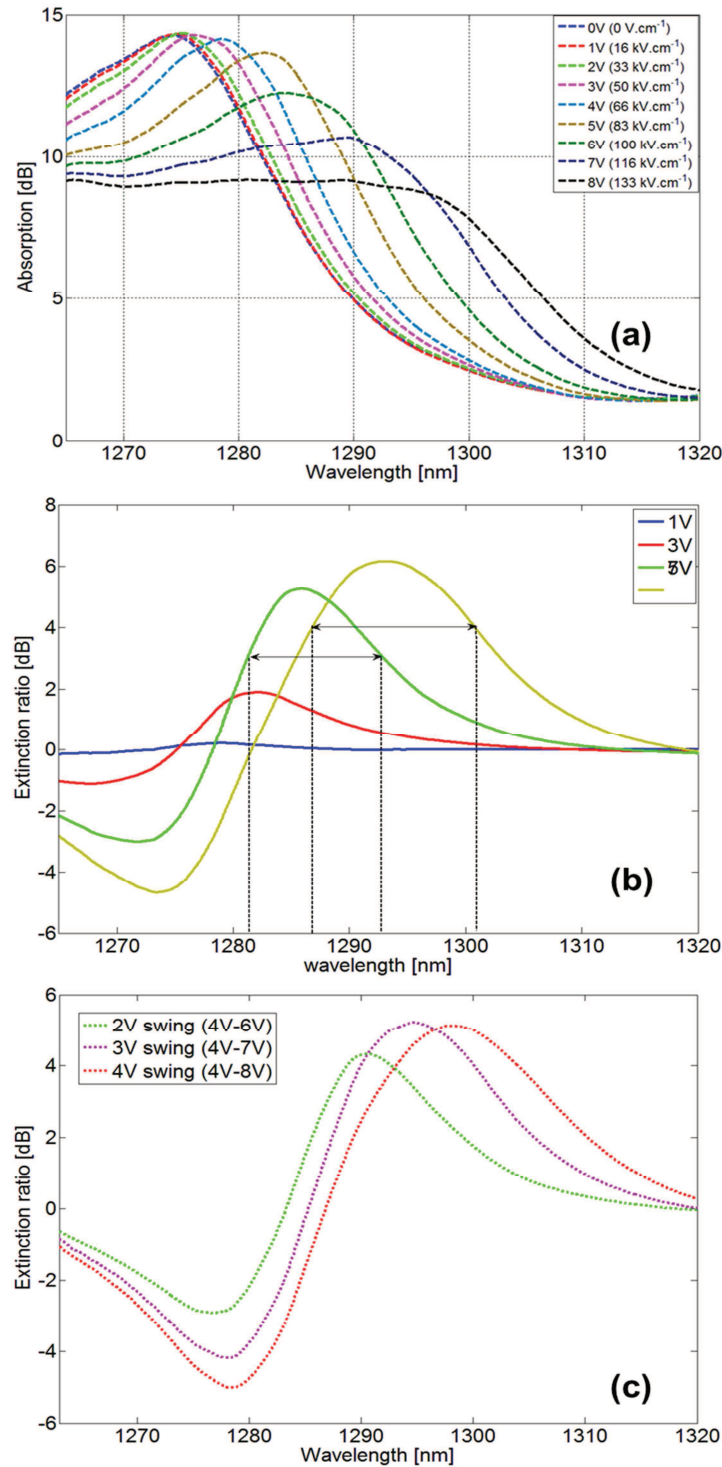 15
10
5
0
Absorption [dB]
0V (0 V.cm⁻¹)
1V (16 kV.cm⁻¹)
2V (33 kV.cm⁻¹)
3V (50 kV.cm⁻¹)
4V (66 kV.cm⁻¹)
5V (83 kV.cm⁻¹)
6V (100 kV.cm⁻¹)
7V (116 kV.cm⁻¹)
8V (133 kV.cm⁻¹)
(a)
1270 1280 1290 1300 1310 1320
Wavelength [nm]
8
6
4
2
0
-2
-4
-6
Extinction ratio [dB]
1V
3V
(b)
1270 1280 1290 1300 1310 1320
wavelength [nm]
6
4
2
0
-2
-4
-6
Extinction ratio [dB]
2V swing (4V-6V)
3V swing (4V-7V)
4V swing (4V-8V)
(c)
1270 1280 1290 1300 1310 1320
Wavelength [nm]